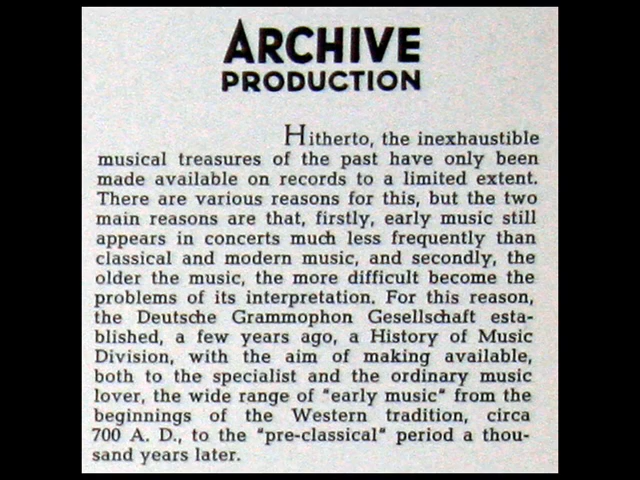 ARCHIVE
PRODUCTION
Hitherto, the inexhaustible
musical treasures of the past have only been
made available on records to a limited extent.
There are various reasons for this, but the two
main reasons are that, firstly, early music still
appears in concerts much less frequently than
classical and modern music, and secondly, the
older the music, the more difficult become the
problems of its interpretation. For this reason,
the Deutsche Grammophon Gesellschaft esta-
blished, a few years ago, a History of Music
Division, with the aim of making available,
both to the specialist and the ordinary music
lover, the wide range of "early music" from the
beginnings of the Western tradition, circa
700 A. D., to the "pre-classical" period a thou-
sand years later.